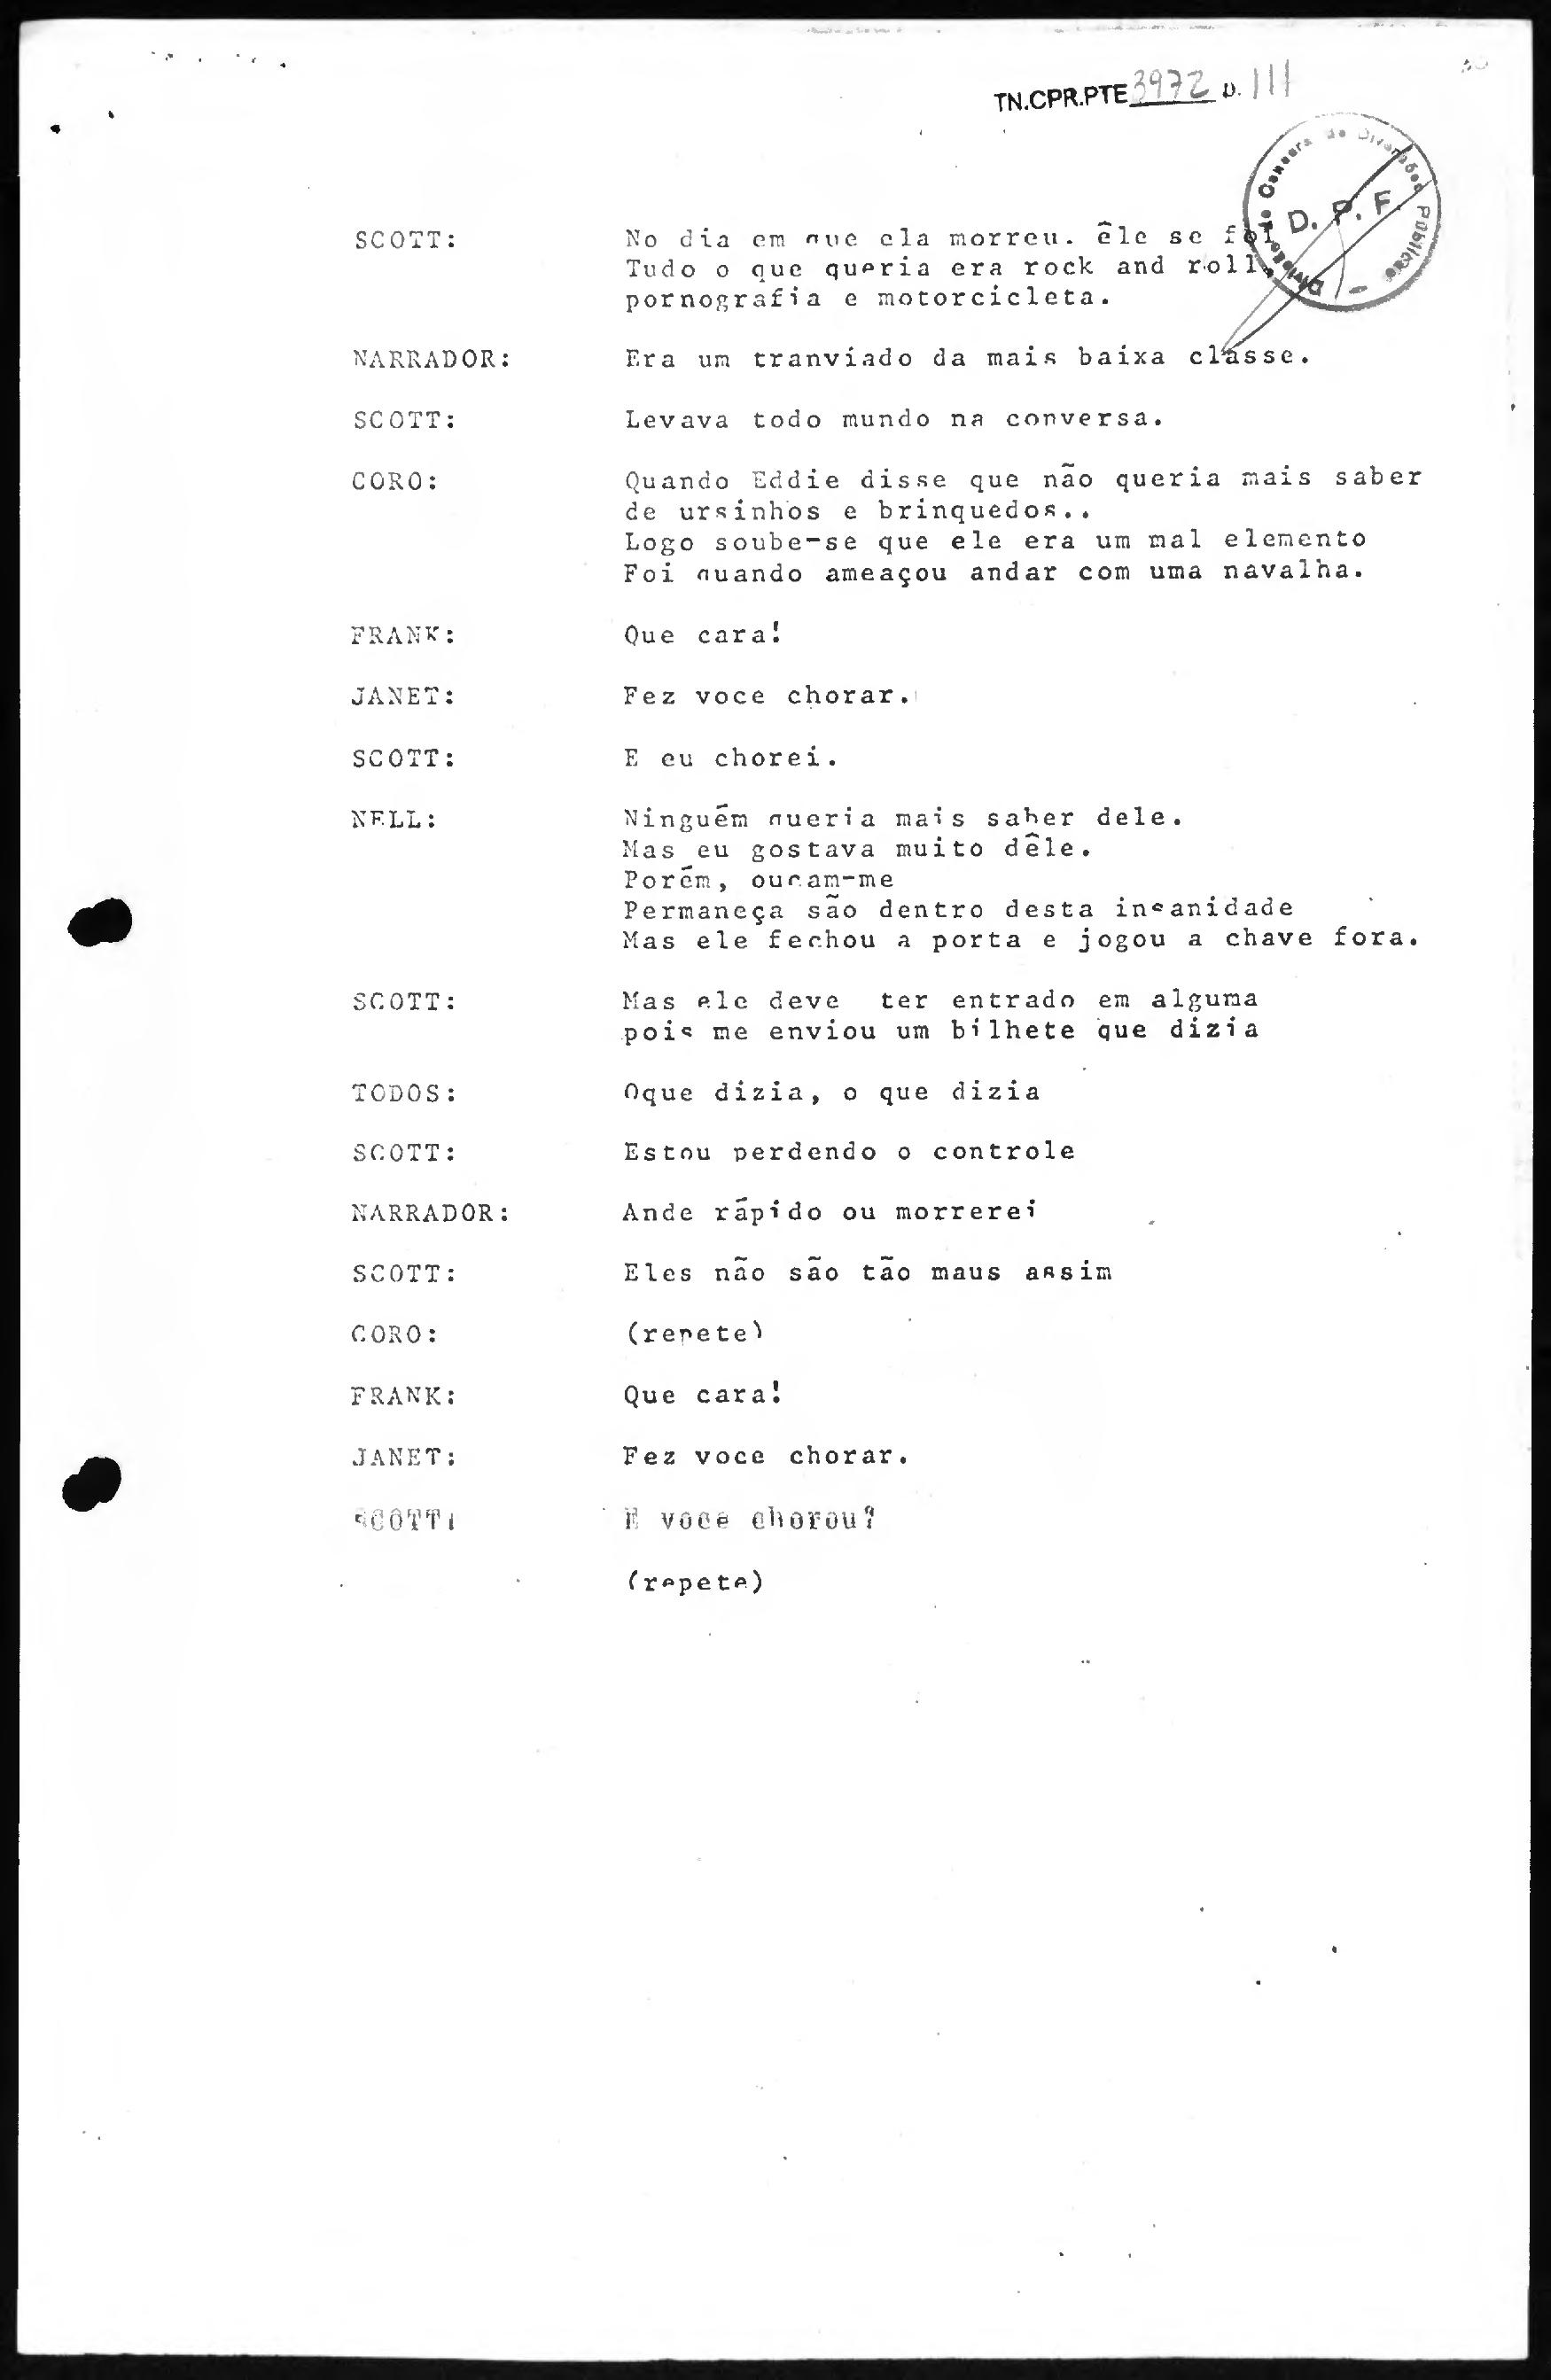 TN.CPR.PTE 3972 p. 111
Divisão de Censura de Diversões Públicas - D. P. F.
SCOTT: No dia em que ela morreu. êle se foi
Tudo o que queria era rock and roll,
pornografia e motorcicleta.
NARRADOR: Era um tranviado da mais baixa classe.
SCOTT: Levava todo mundo na conversa.
CORO: Quando Eddie disse que não queria mais saber
de ursinhos e brinquedos..
Logo soube-se que ele era um mal elemento
Foi quando ameaçou andar com uma navalha.
FRANK: Que cara!
JANET: Fez voce chorar.
SCOTT: E eu chorei.
NELL: Ninguém queria mais saber dele.
Mas eu gostava muito dêle.
Porém, oucam-me
Permaneça são dentro desta insanidade
Mas ele fechou a porta e jogou a chave fora.
SCOTT: Mas ele deve ter entrado em alguma
pois me enviou um bilhete que dizia
TODOS: Oque dizia, o que dizia
SCOTT: Estou perdendo o controle
NARRADOR: Ande rápido ou morrerei
SCOTT: Eles não são tão maus assim
CORO: (repete)
FRANK: Que cara!
JANET: Fez voce chorar.
SCOTT: E voce chorou?
(repete)